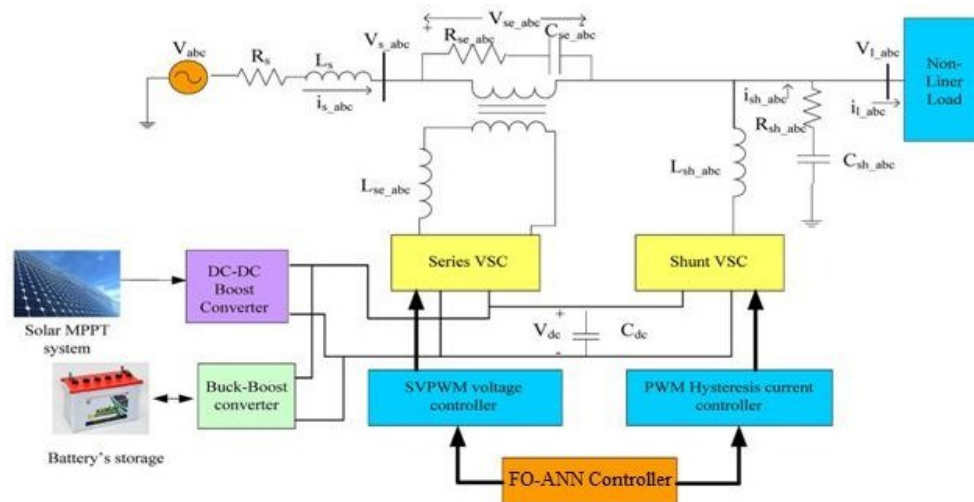 V_abc
R_s
L_s
i_s_abc
V_s_abc
+ V_se_abc -
R_se_abc
C_se_abc
V_l_abc
i_sh_abc
R_sh_abc
i_l_abc
Non-
Liner
Load
L_se_abc
L_sh_abc
C_sh_abc
Series VSC
Shunt VSC
DC-DC
Boost
Converter
Solar MPPT
system
+
V_dc
-
C_dc
Buck-Boost
converter
SVPWM voltage
controller
PWM Hysteresis current
controller
Battery's storage
FO-ANN Controller